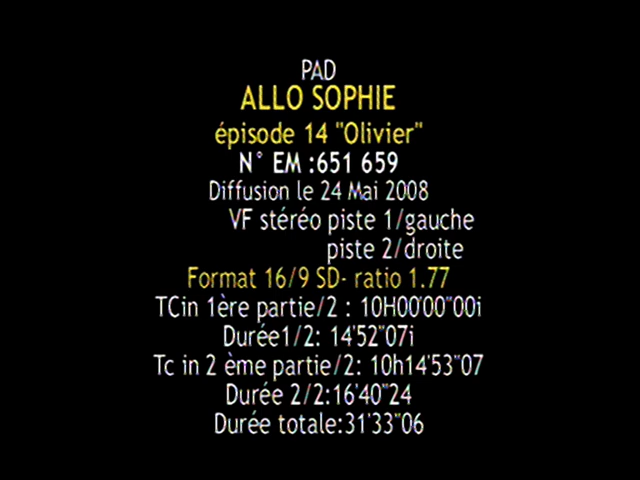 PAD
ALLO SOPHIE
épisode 14 "Olivier"
N° EM :651 659
Diffusion le 24 Mai 2008
VF stéréo piste 1/gauche
piste 2/droite
Format 16/9 SD- ratio 1.77
TCin 1ère partie/2 : 10H00'00"00i
Durée1/2: 14'52"07i
Tc in 2 ème partie/2: 10h14'53"07
Durée 2/2:16'40"24
Durée totale:31'33"06